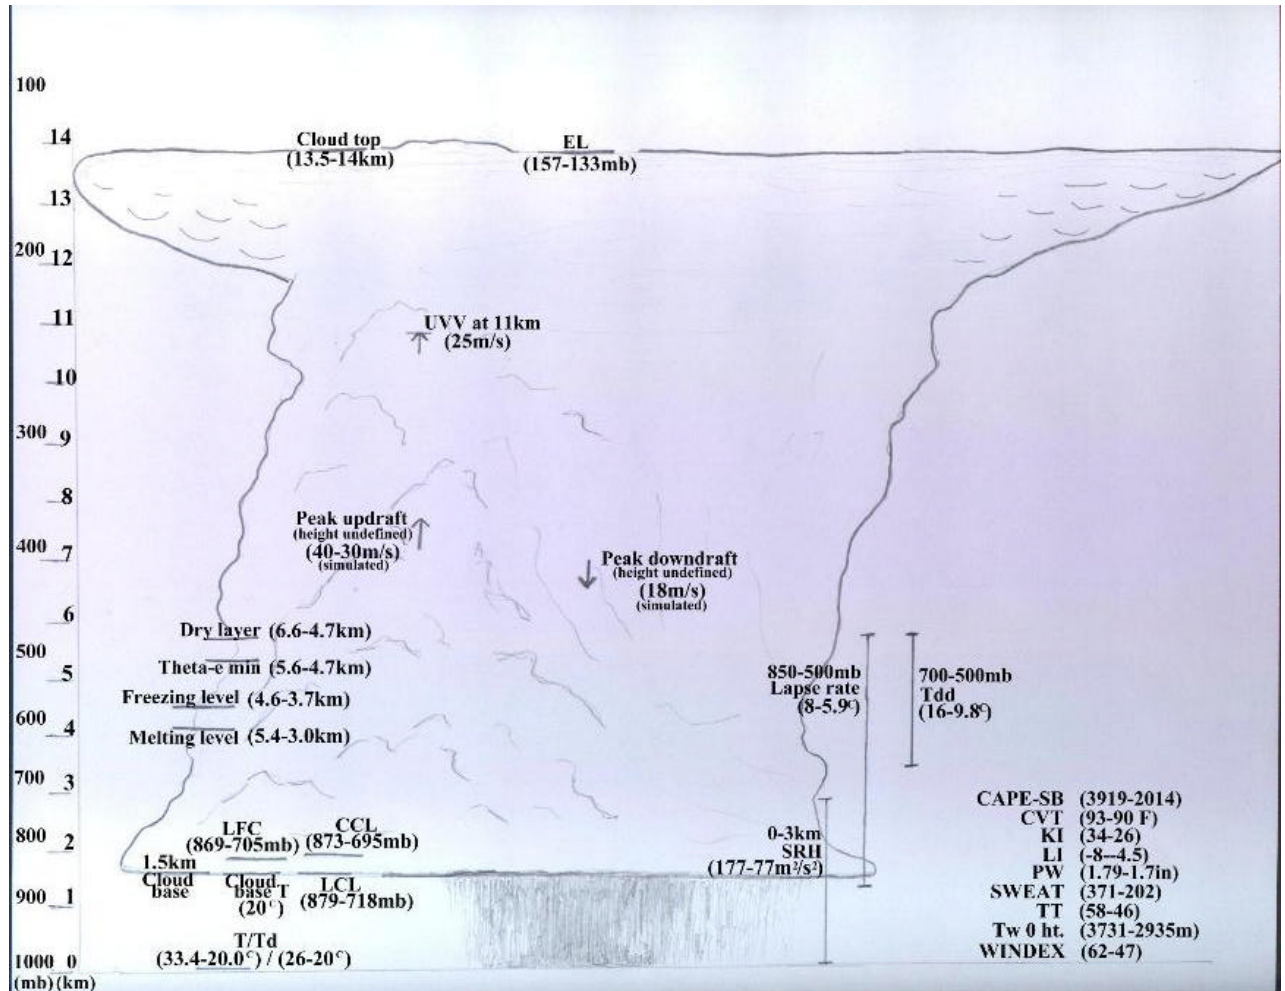 100
14
Cloud top
(13.5-14km)
EL
(157-133mb)
13
200
12
11
UVV at 11km
(25m/s)
10
300
9
8
Peak updraft
(height undefined)
(40-30m/s)
(simulated)
400
7
Peak downdraft
(height undefined)
(18m/s)
(simulated)
6
Dry layer (6.6-4.7km)
500
Theta-e min (5.6-4.7km)
5
850-500mb
Lapse rate
(8-5.9c)
700-500mb
Tdd
(16-9.8c)
Freezing level (4.6-3.7km)
600
4
Melting level (5.4-3.0km)
700
3
CAPE-SB (3919-2014)
CVT (93-90 F)
KI (34-26)
LI (-8--4.5)
PW (1.79-1.7in)
SWEAT (371-202)
TT (58-46)
Tw 0 ht. (3731-2935m)
WINDEX (62-47)
LFC
(869-705mb)
CCL
(873-695mb)
800
2
0-3km
SRH
(177-77m²/s²)
1.5km
Cloud
base
Cloud
base T
(20°)
LCL
(879-718mb)
900
1
T/Td
(33.4-20.0c) / (26-20c)
1000 0
(mb) (km)